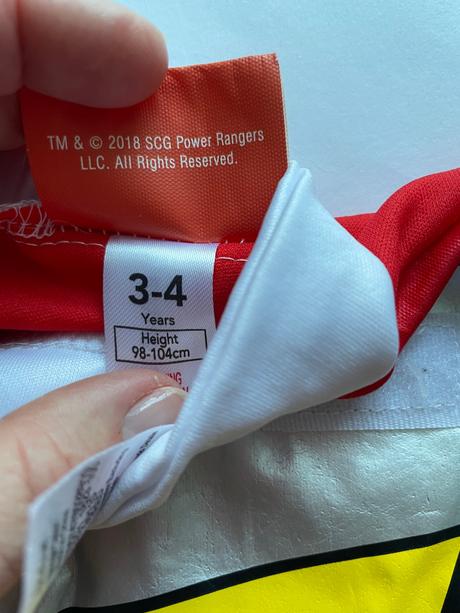 TM & © 2018 SCG Power Rangers
LLC. All Rights Reserved.
3-4
Years
Height
98-104cm